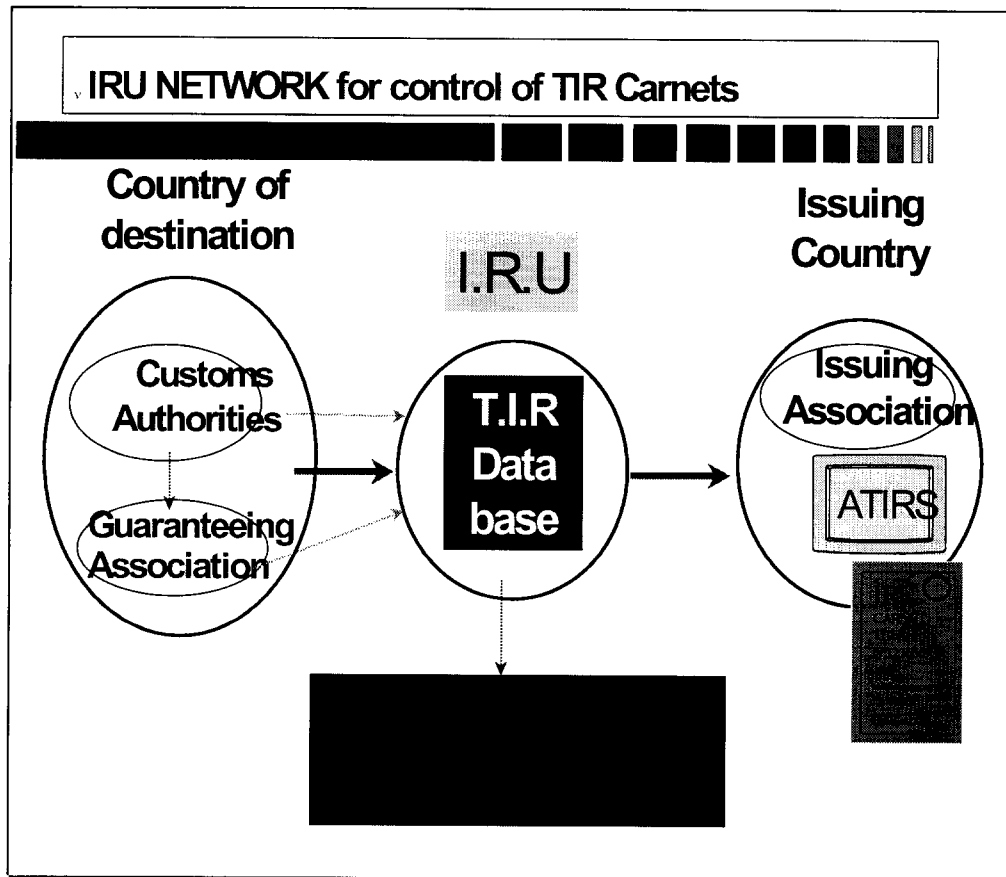 IRU NETWORK for control of TIR Carnets
Country of
destination
Issuing
Country
I.R.U
Customs
Authorities
Guaranteeing
Association
T.I.R
Data
base
Issuing
Association
ATIRS